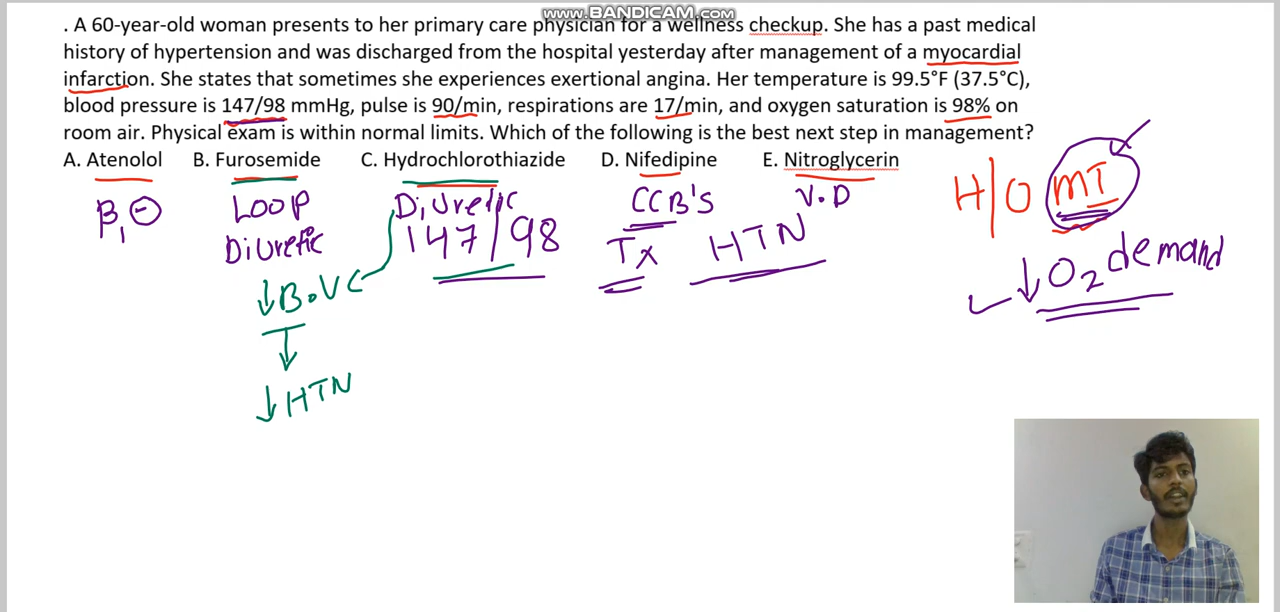 www.BANDICAM.com
. A 60-year-old woman presents to her primary care physician for a wellness checkup. She has a past medical
history of hypertension and was discharged from the hospital yesterday after management of a myocardial
infarction. She states that sometimes she experiences exertional angina. Her temperature is 99.5°F (37.5°C),
blood pressure is 147/98 mmHg, pulse is 90/min, respirations are 17/min, and oxygen saturation is 98% on
room air. Physical exam is within normal limits. Which of the following is the best next step in management?
A. Atenolol B. Furosemide C. Hydrochlorothiazide D. Nifedipine E. Nitroglycerin
β₁ ⊖ LOOP Diuretic CCB'S V.D H/O MI
Diuretic 147/98 Tx HTN ↓O₂ demand
↓B.V
↓
↓HTN